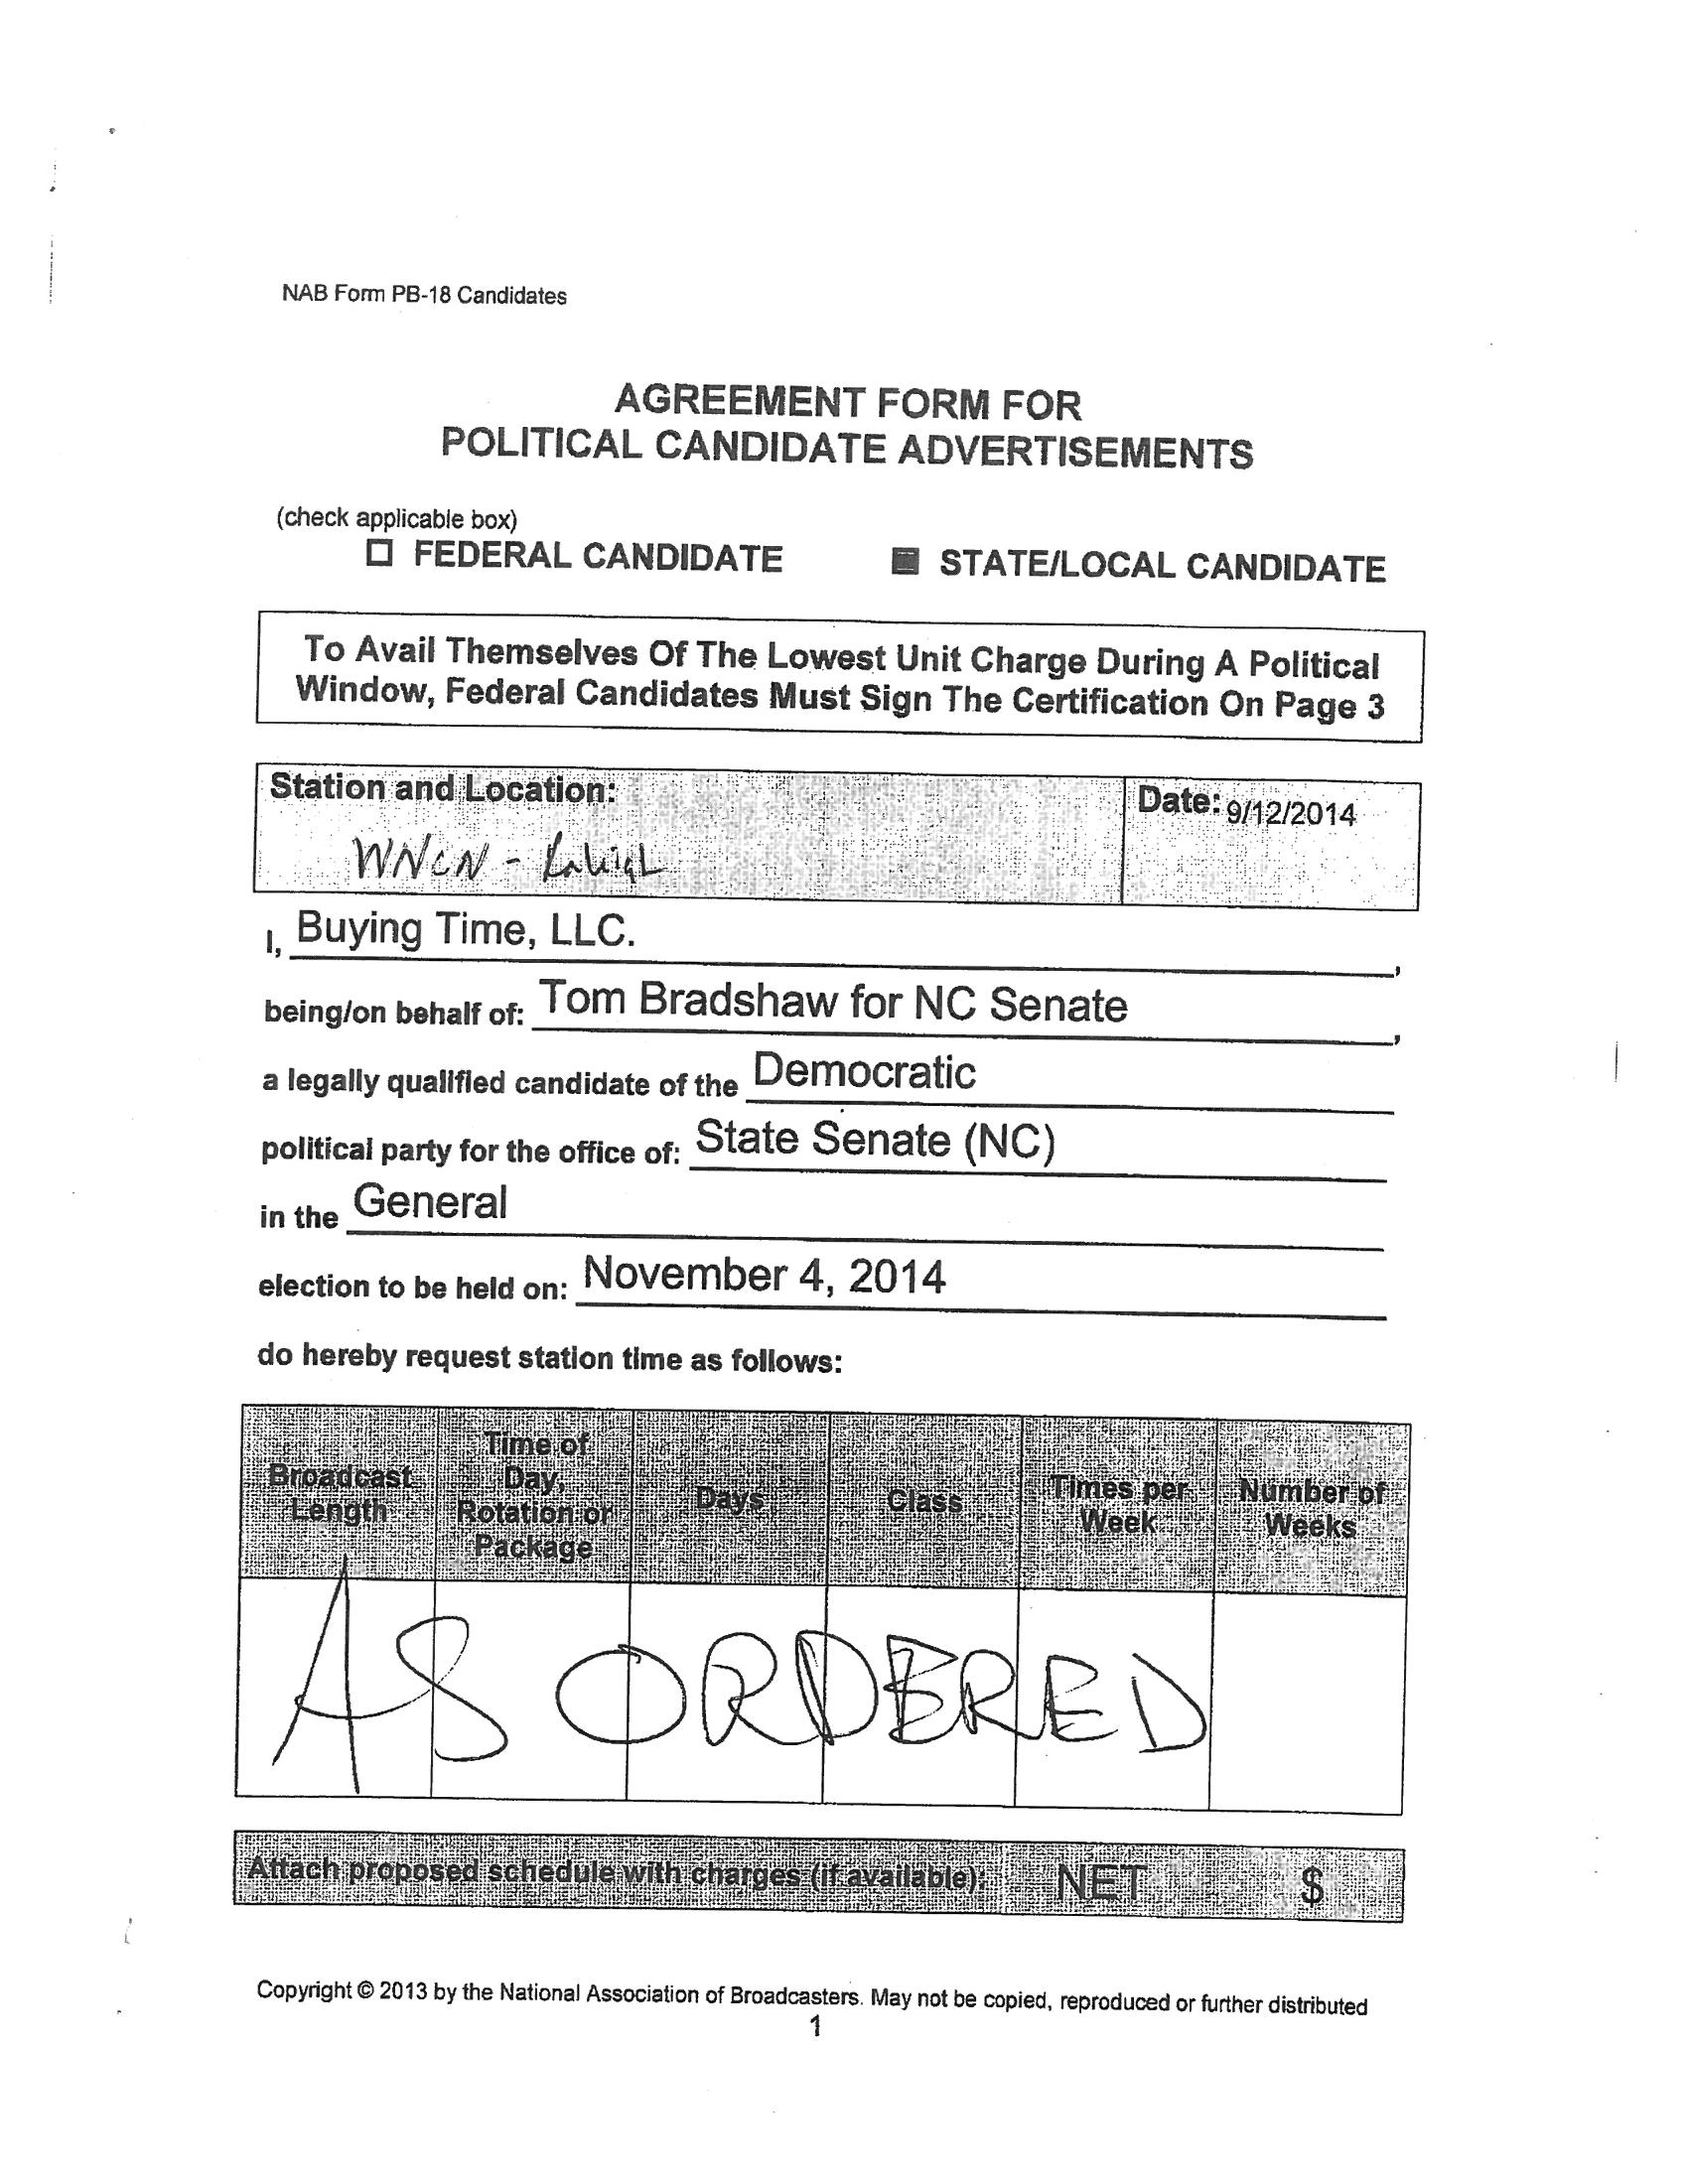 NAB Form PB-18 Candidates
AGREEMENT FORM FOR
POLITICAL CANDIDATE ADVERTISEMENTS
(check applicable box)
☐ FEDERAL CANDIDATE ■ STATE/LOCAL CANDIDATE
To Avail Themselves Of The Lowest Unit Charge During A Political
Window, Federal Candidates Must Sign The Certification On Page 3
Station and Location: Date: 9/12/2014
WNCN - Raleigh
I, Buying Time, LLC.,
being/on behalf of: Tom Bradshaw for NC Senate,
a legally qualified candidate of the Democratic
political party for the office of: State Senate (NC)
in the General
election to be held on: November 4, 2014
do hereby request station time as follows:
Broadcast Length
Time of Day, Rotation or Package
Days
Class
Times per Week
Number of Weeks
AS ORDERED
Attach proposed schedule with charges (if available): NET $
Copyright © 2013 by the National Association of Broadcasters. May not be copied, reproduced or further distributed
1